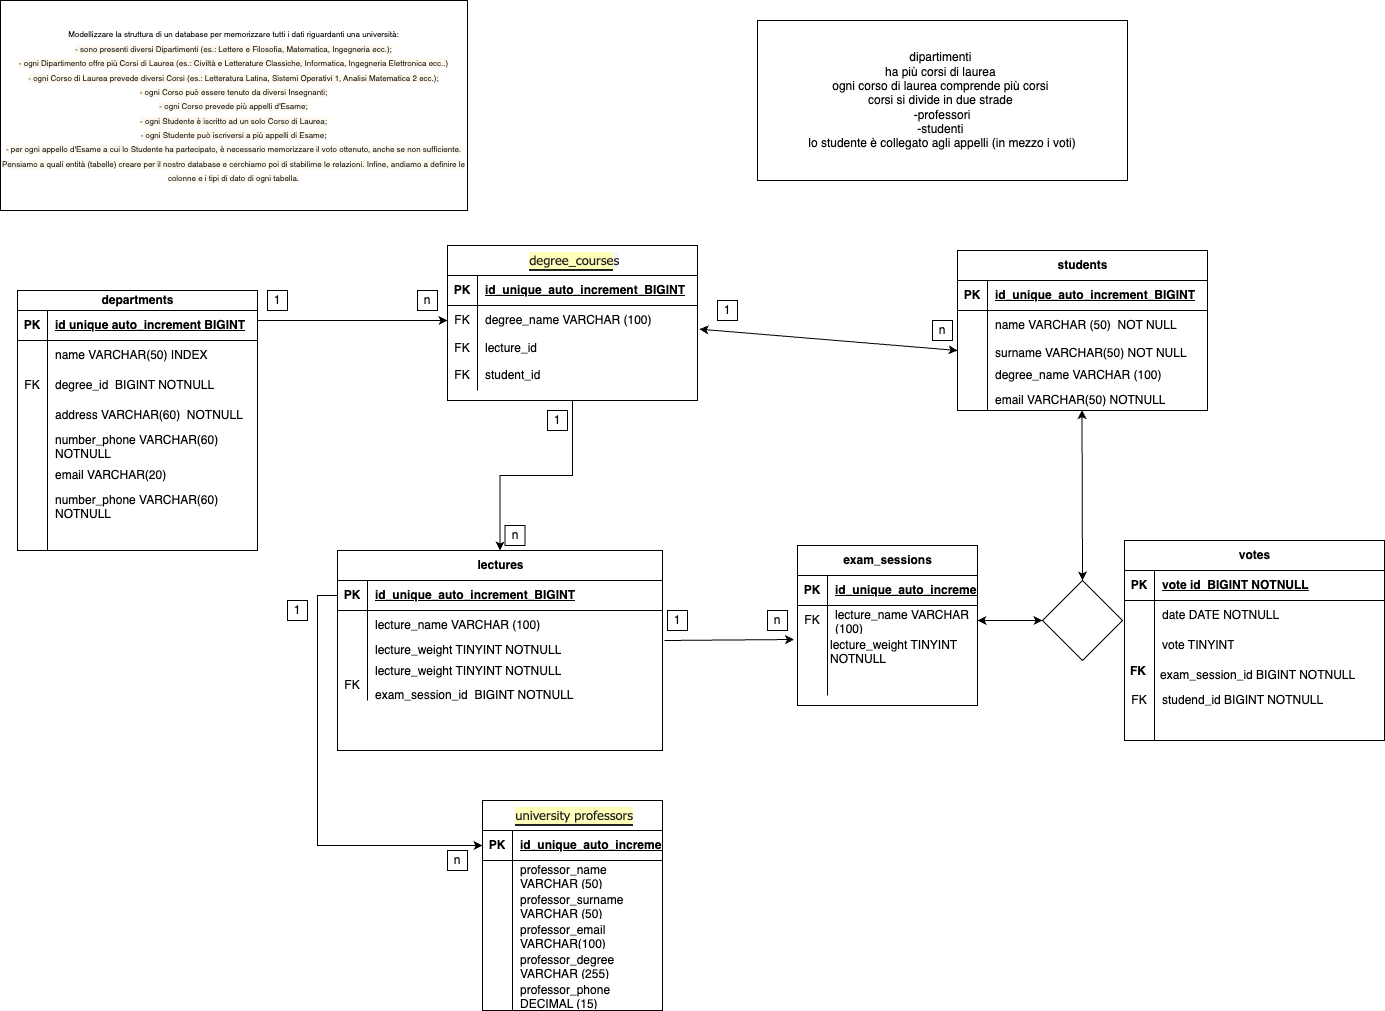 Modellizzare la struttura di un database per memorizzare tutti i dati riguardanti una università:
- sono presenti diversi Dipartimenti (es.: Lettere e Filosofia, Matematica, Ingegneria ecc.);
- ogni Dipartimento offre più Corsi di Laurea (es.: Civiltà e Letterature Classiche, Informatica, Ingegneria Elettronica ecc..)
- ogni Corso di Laurea prevede diversi Corsi (es.: Letteratura Latina, Sistemi Operativi 1, Analisi Matematica 2 ecc.);
- ogni Corso può essere tenuto da diversi Insegnanti;
- ogni Corso prevede più appelli d'Esame;
- ogni Studente è iscritto ad un solo Corso di Laurea;
- ogni Studente può iscriversi a più appelli di Esame;
- per ogni appello d'Esame a cui lo Studente ha partecipato, è necessario memorizzare il voto ottenuto, anche se non sufficiente.
Pensiamo a quali entità (tabelle) creare per il nostro database e cerchiamo poi di stabilirne le relazioni. Infine, andiamo a definire le
colonne e i tipi di dato di ogni tabella.
dipartimenti
ha più corsi di laurea
ogni corso di laurea comprende più corsi
corsi si divide in due strade
-professori
-studenti
lo studente è collegato agli appelli (in mezzo i voti)
departments
PK id unique auto_increment BIGINT
name VARCHAR(50) INDEX
FK degree_id BIGINT NOTNULL
address VARCHAR(60) NOTNULL
number_phone VARCHAR(60)
NOTNULL
email VARCHAR(20)
number_phone VARCHAR(60)
NOTNULL
1
n
degree_courses
PK id_unique_auto_increment_BIGINT
FK degree_name VARCHAR (100)
FK lecture_id
FK student_id
1
n
students
PK id_unique_auto_increment_BIGINT
name VARCHAR (50) NOT NULL
surname VARCHAR(50) NOT NULL
degree_name VARCHAR (100)
email VARCHAR(50) NOTNULL
1
n
lectures
PK id_unique_auto_increment_BIGINT
lecture_name VARCHAR (100)
lecture_weight TINYINT NOTNULL
lecture_weight TINYINT NOTNULL
FK exam_session_id BIGINT NOTNULL
1
n
exam_sessions
PK id_unique_auto_increme
FK lecture_name VARCHAR
(100)
lecture_weight TINYINT
NOTNULL
votes
PK vote id_BIGINT NOTNULL
date DATE NOTNULL
vote TINYINT
FK exam_session_id BIGINT NOTNULL
FK studend_id BIGINT NOTNULL
1
n
university professors
PK id_unique_auto_increme
professor_name
VARCHAR (50)
professor_surname
VARCHAR (50)
professor_email
VARCHAR(100)
professor_degree
VARCHAR (255)
professor_phone
DECIMAL (15)